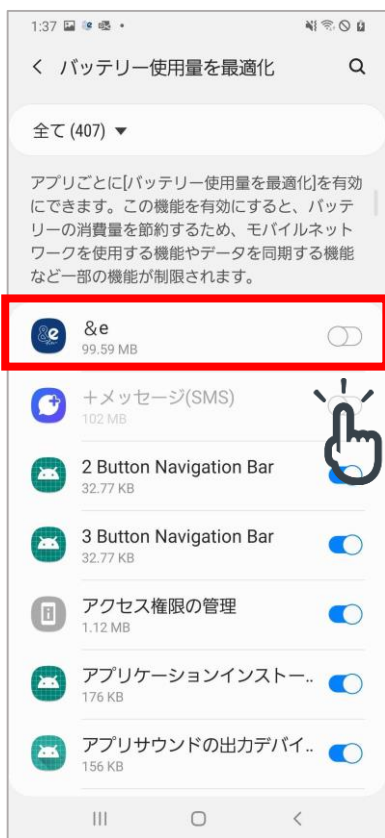 1:37
バッテリー使用量を最適化
全て (407) ▼
アプリごとに[バッテリー使用量を最適化]を有効
にできます。この機能を有効にすると、バッテ
リーの消費量を節約するため、モバイルネット
ワークを使用する機能やデータを同期する機能
など一部の機能が制限されます。
&e
&e
99.59 MB
+メッセージ(SMS)
102 MB
2 Button Navigation Bar
32.77 KB
3 Button Navigation Bar
32.77 KB
アクセス権限の管理
1.12 MB
アプリケーションインストー..
176 KB
アプリサウンドの出力デバイ..
156 KB